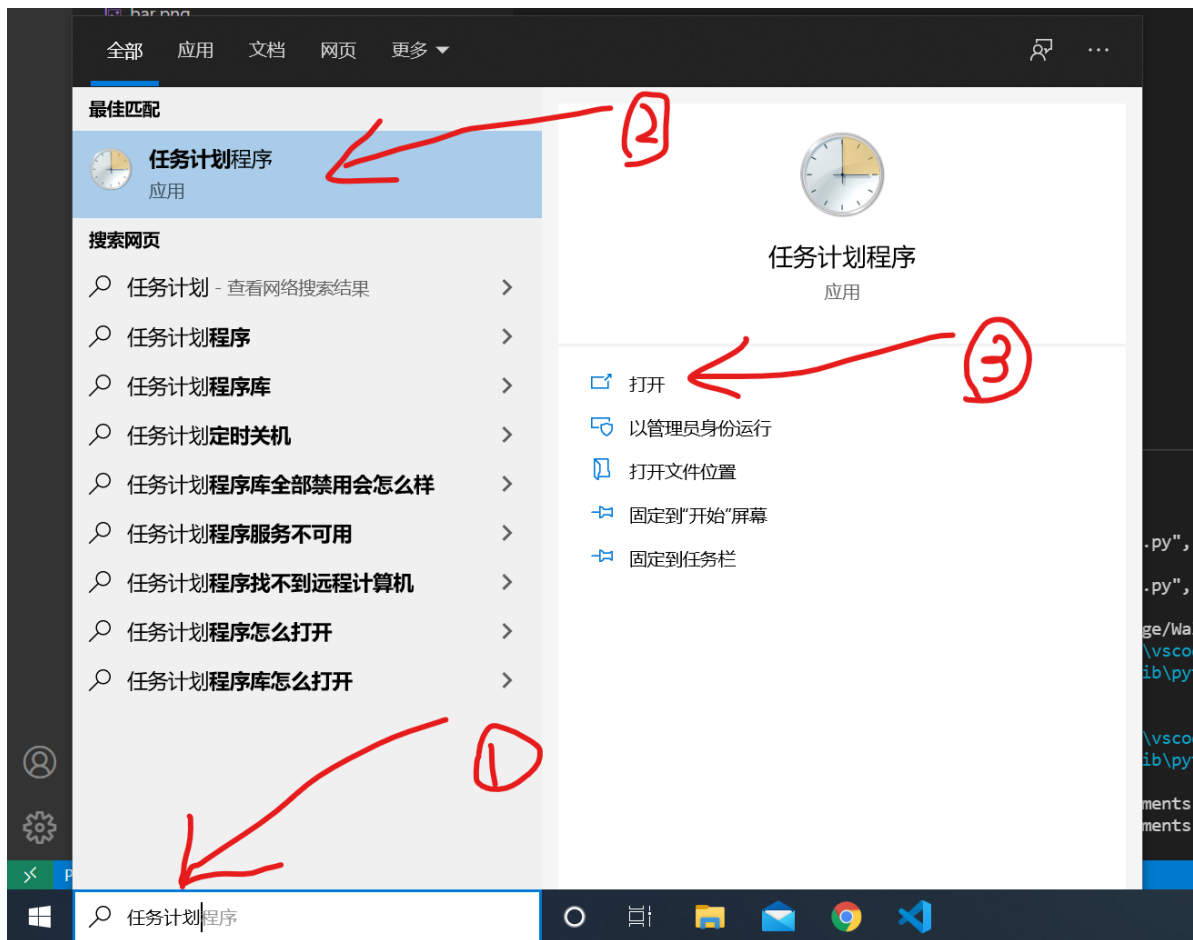 bar.png
全部 应用 文档 网页 更多
最佳匹配
任务计划程序
应用
搜索网页
任务计划 - 查看网络搜索结果
任务计划程序
任务计划程序库
任务计划定时关机
任务计划程序库全部禁用会怎么样
任务计划程序服务不可用
任务计划程序找不到远程计算机
任务计划程序怎么打开
任务计划程序库怎么打开
①
任务计划程序
②
任务计划程序
应用
③
打开
以管理员身份运行
打开文件位置
固定到"开始"屏幕
固定到任务栏
.py",
.py",
ge/Wa
\vsco
ib\py
\vsco
ib\py
ments
ments
P